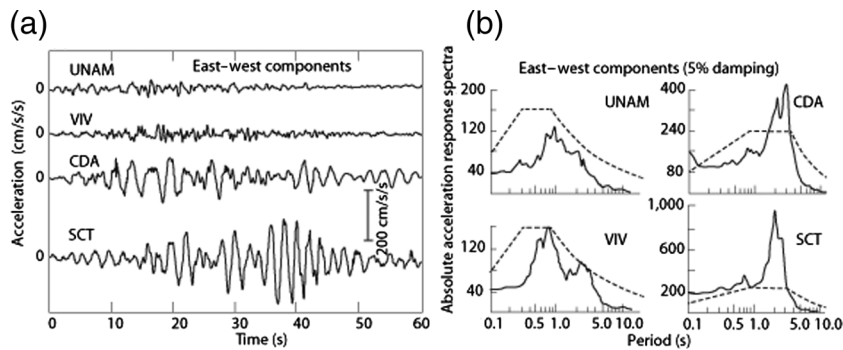 (a)
(b)
East–west components
UNAM
0
VIV
0
CDA
0
SCT
0
200 cm/s/s
Acceleration (cm/s/s)
0 10 20 30 40 50 60
Time (s)
East–west components (5% damping)
Absolute acceleration response spectra
200
120
40
UNAM
400
240
80
CDA
120
40
VIV
0.1 0.5 1.0 5.0 10.0
1,000
600
200
SCT
0.1 0.5 1.0 5.0 10.0
Period (s)